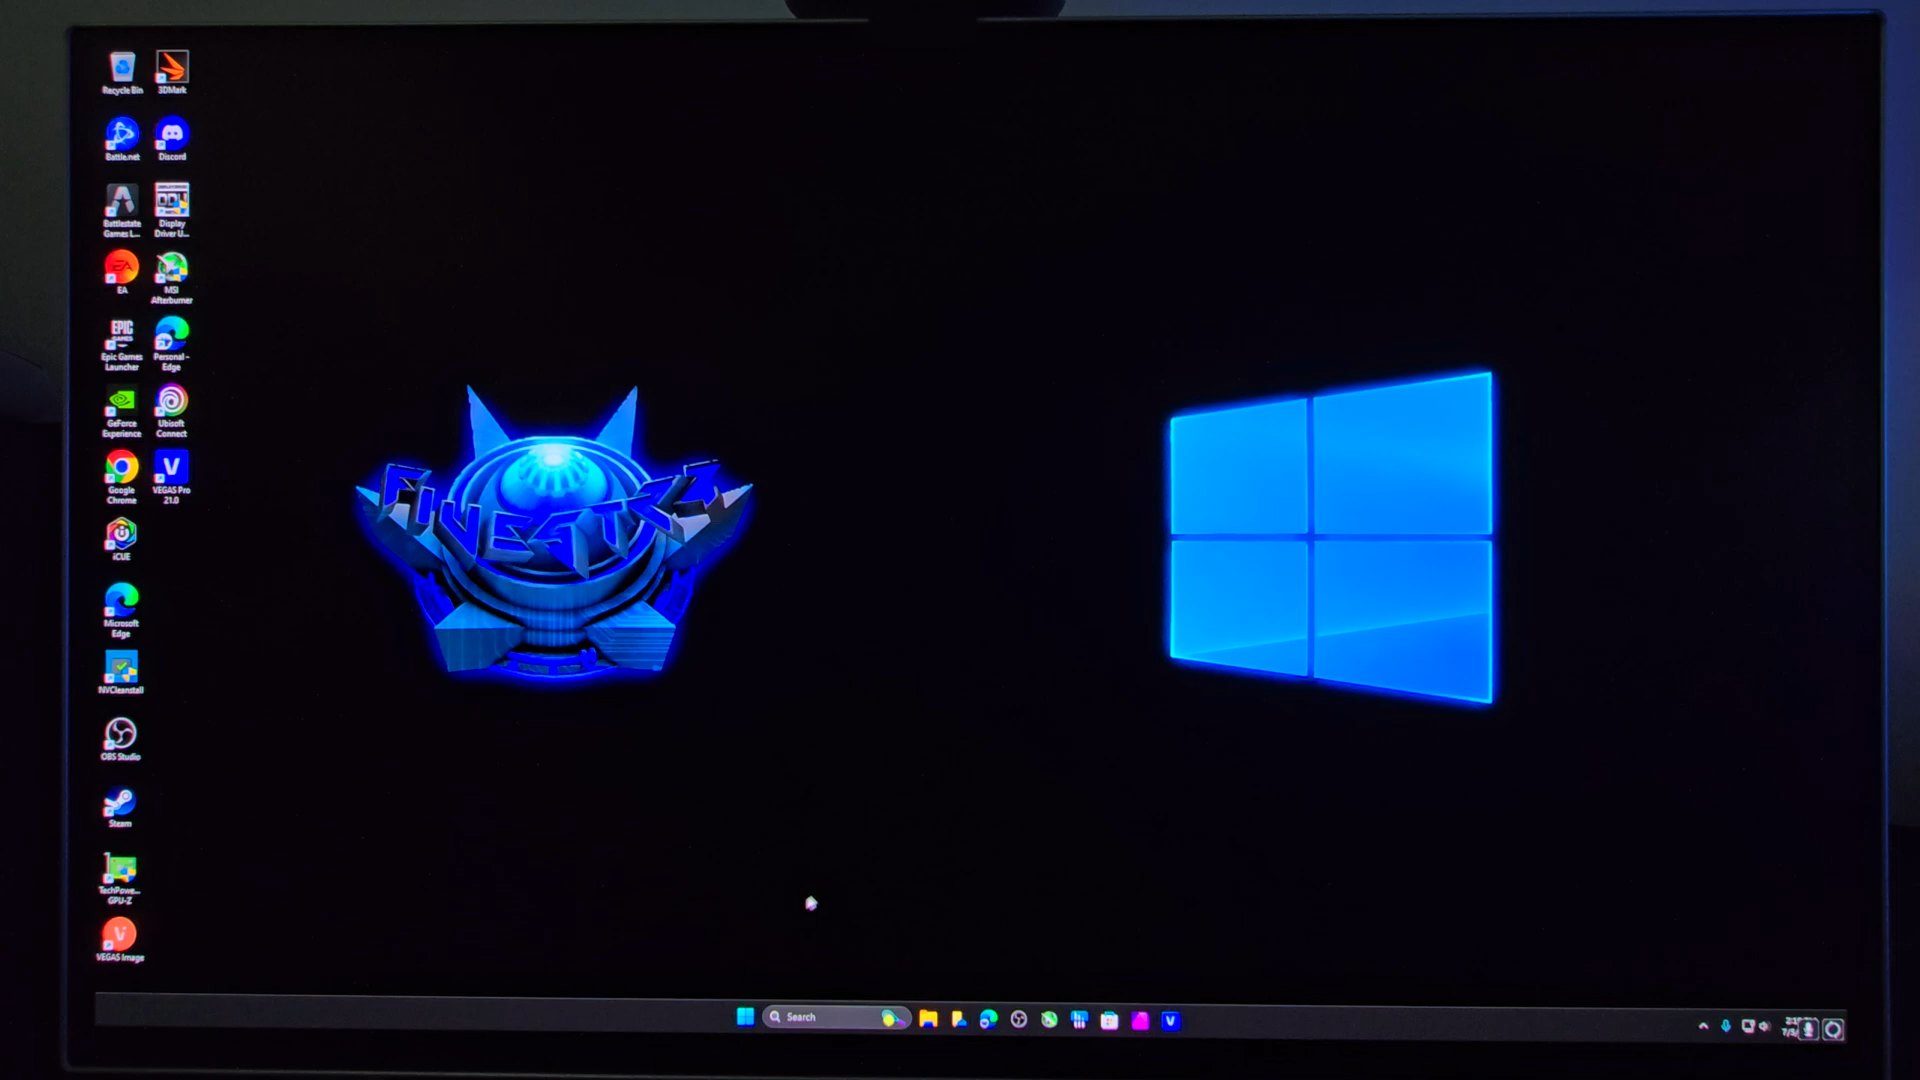 Recycle Bin
3DMark
Battle.net
Discord
Battlestate
Games L...
Display
Driver U...
EA
MSI
Afterburner
EPIC
GAMES
Epic Games
Launcher
Personal -
Edge
GeForce
Experience
Ubisoft
Connect
Google
Chrome
VEGAS Pro
21.0
iCUE
Microsoft
Edge
NVCleanstall
OBS Studio
Steam
TechPowe...
GPU-Z
VEGAS Image
Search